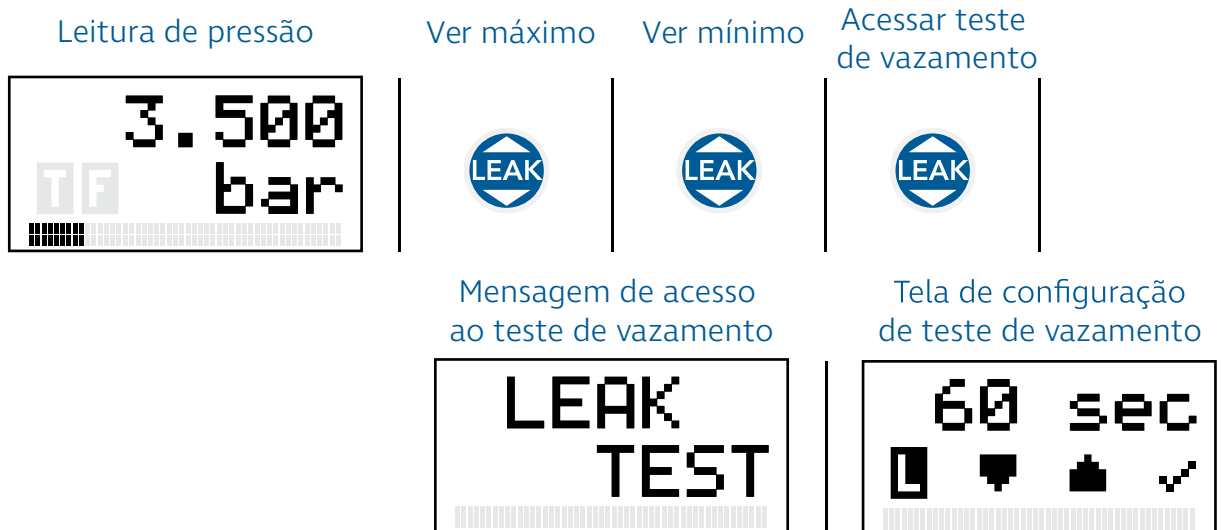 Leitura de pressão
Ver máximo
Ver mínimo
Acessar teste
de vazamento
3.500
T F bar
LEAK
LEAK
LEAK
Mensagem de acesso
ao teste de vazamento
Tela de configuração
de teste de vazamento
LEAK
TEST
60 sec
L